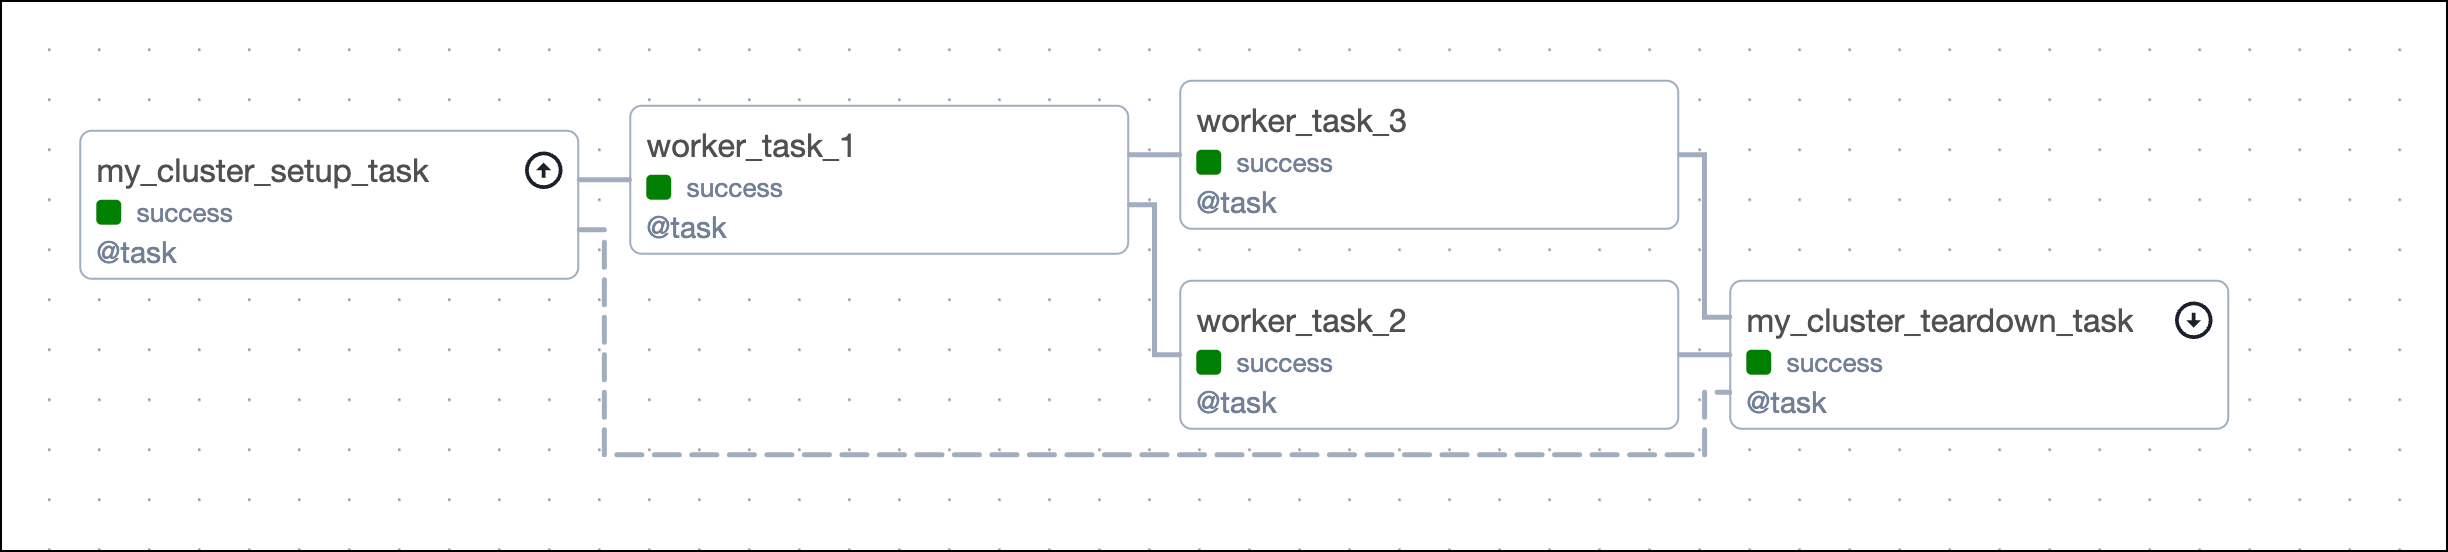 my_cluster_setup_task
success
@task
worker_task_1
success
@task
worker_task_3
success
@task
worker_task_2
success
@task
my_cluster_teardown_task
success
@task